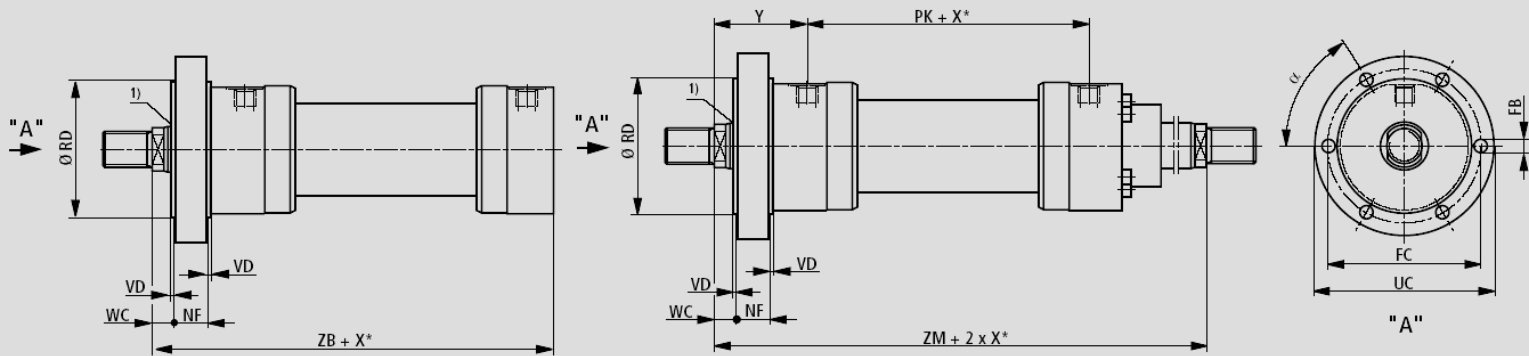 "A"
Ø RD
1)
VD
VD
WC
NF
ZB + X*
"A"
Ø RD
1)
Y
PK + X*
VD
VD
WC
NF
ZM + 2 x X*
α
FB
FC
UC
"A"